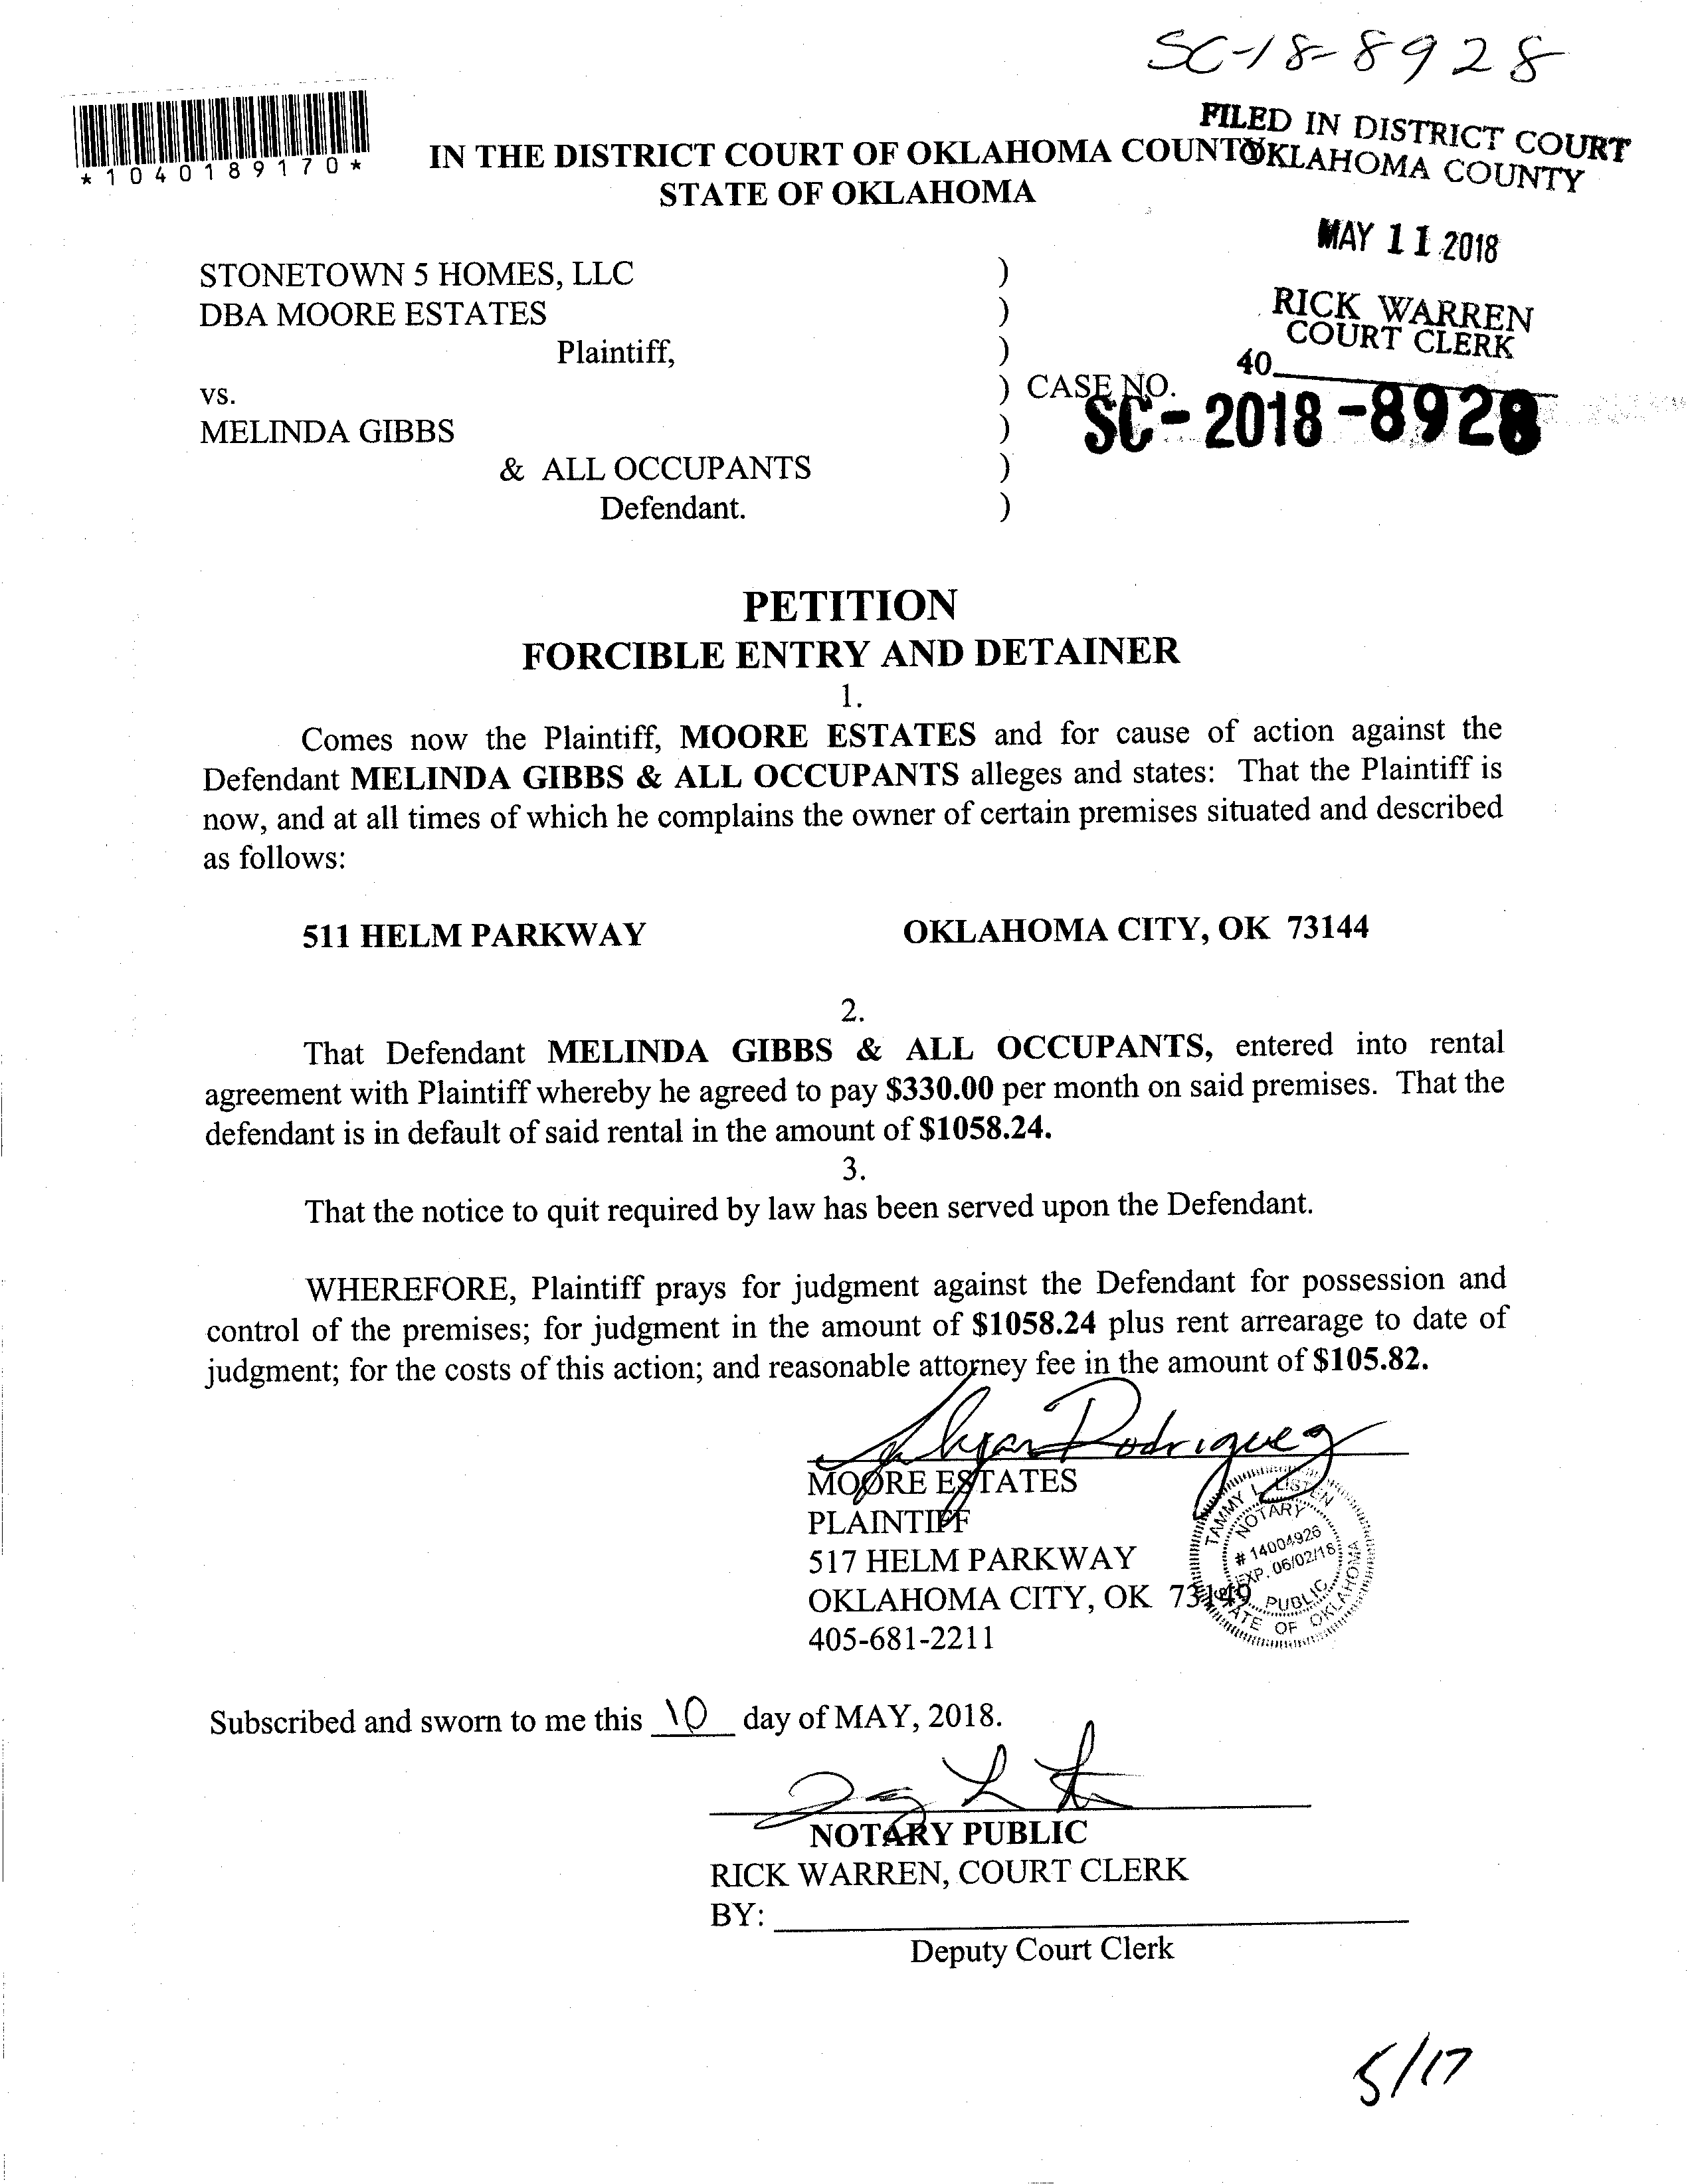 SC-18-8928
*1040189170*
FILED IN DISTRICT COURT
OKLAHOMA COUNTY
IN THE DISTRICT COURT OF OKLAHOMA COUNTY
STATE OF OKLAHOMA
MAY 11 2018
RICK WARREN
COURT CLERK
40
STONETOWN 5 HOMES, LLC )
DBA MOORE ESTATES )
Plaintiff, )
vs. ) CASE NO.
SC-2018-8928
MELINDA GIBBS )
& ALL OCCUPANTS )
Defendant. )
PETITION
FORCIBLE ENTRY AND DETAINER
1.
Comes now the Plaintiff, MOORE ESTATES and for cause of action against the
Defendant MELINDA GIBBS & ALL OCCUPANTS alleges and states: That the Plaintiff is
now, and at all times of which he complains the owner of certain premises situated and described
as follows:
511 HELM PARKWAY OKLAHOMA CITY, OK 73144
2.
That Defendant MELINDA GIBBS & ALL OCCUPANTS, entered into rental
agreement with Plaintiff whereby he agreed to pay $330.00 per month on said premises. That the
defendant is in default of said rental in the amount of $1058.24.
3.
That the notice to quit required by law has been served upon the Defendant.
WHEREFORE, Plaintiff prays for judgment against the Defendant for possession and
control of the premises; for judgment in the amount of $1058.24 plus rent arrearage to date of
judgment; for the costs of this action; and reasonable attorney fee in the amount of $105.82.
Rodriguez
MOORE ESTATES
PLAINTIFF
517 HELM PARKWAY
OKLAHOMA CITY, OK 73149
405-681-2211
TAMMY L. LISTEN
NOTARY
# 14004926
EXP. 06/02/18
PUBLIC
STATE OF OKLAHOMA
Subscribed and sworn to me this 10 day of MAY, 2018.
NOTARY PUBLIC
RICK WARREN, COURT CLERK
BY:
Deputy Court Clerk
5/17